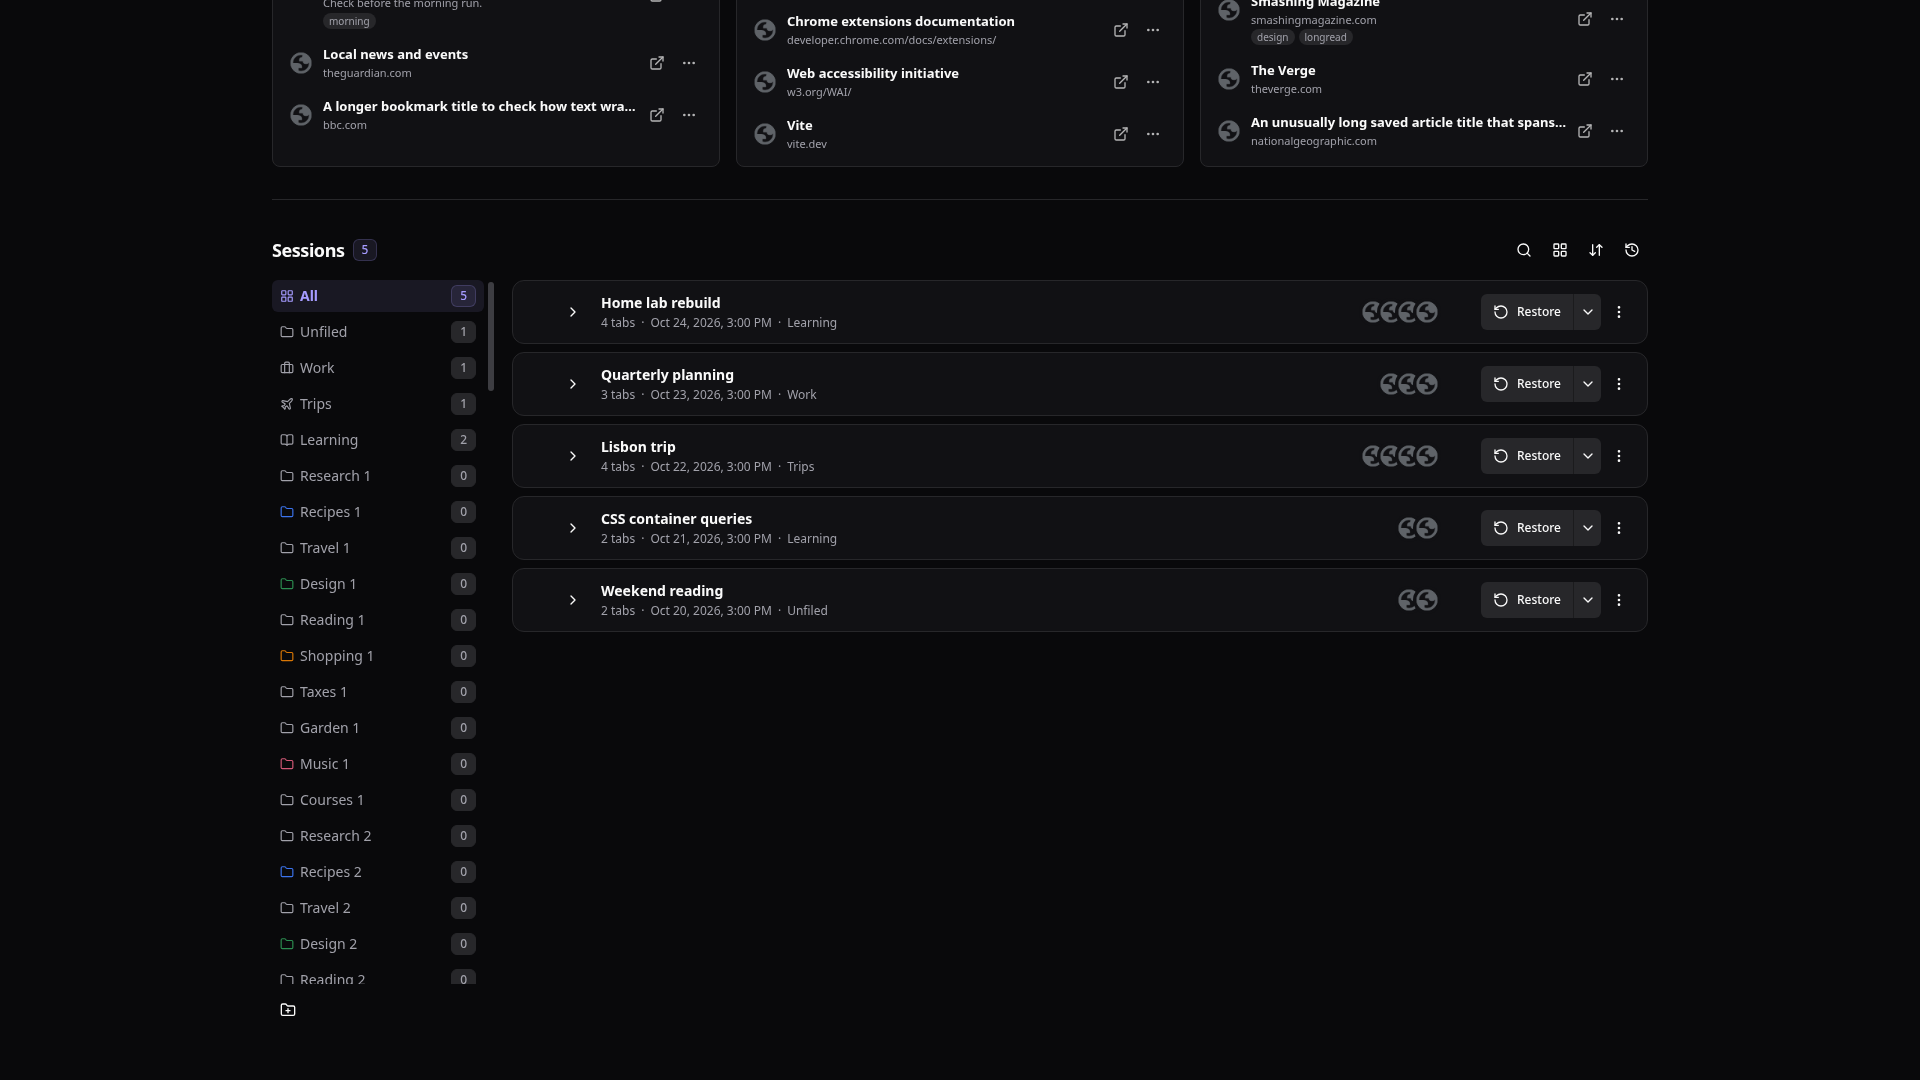 Check before the morning run.
morning
Local news and events
theguardian.com
A longer bookmark title to check how text wra...
bbc.com
Chrome extensions documentation
developer.chrome.com/docs/extensions/
Web accessibility initiative
w3.org/WAI/
Vite
vite.dev
Smashing Magazine
smashingmagazine.com
design longread
The Verge
theverge.com
An unusually long saved article title that spans...
nationalgeographic.com
Sessions 5
All 5
Unfiled 1
Work 1
Trips 1
Learning 2
Research 1 0
Recipes 1 0
Travel 1 0
Design 1 0
Reading 1 0
Shopping 1 0
Taxes 1 0
Garden 1 0
Music 1 0
Courses 1 0
Research 2 0
Recipes 2 0
Travel 2 0
Design 2 0
Reading 2 0
Home lab rebuild
4 tabs · Oct 24, 2026, 3:00 PM · Learning
Restore
Quarterly planning
3 tabs · Oct 23, 2026, 3:00 PM · Work
Restore
Lisbon trip
4 tabs · Oct 22, 2026, 3:00 PM · Trips
Restore
CSS container queries
2 tabs · Oct 21, 2026, 3:00 PM · Learning
Restore
Weekend reading
2 tabs · Oct 20, 2026, 3:00 PM · Unfiled
Restore